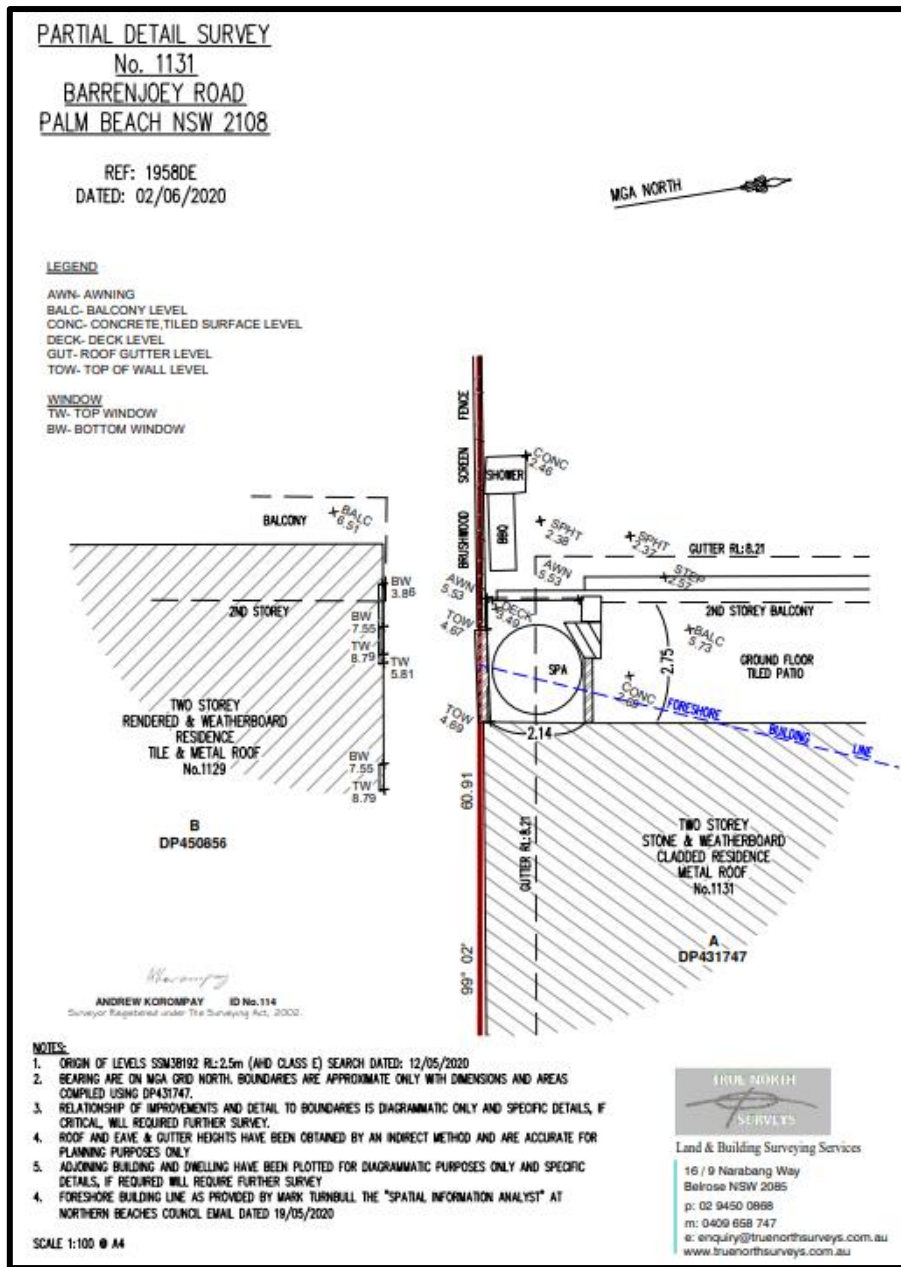 PARTIAL DETAIL SURVEY
No. 1131
BARRENJOEY ROAD
PALM BEACH NSW 2108
REF: 1958DE
DATED: 02/06/2020
MGA NORTH
LEGEND
AWN- AWNING
BALC- BALCONY LEVEL
CONC- CONCRETE,TILED SURFACE LEVEL
DECK- DECK LEVEL
GUT- ROOF GUTTER LEVEL
TOW- TOP OF WALL LEVEL
WINDOW
TW- TOP WINDOW
BW- BOTTOM WINDOW
BRUSHWOOD SCREEN FENCE
CONC
2.46
SHOWER
BBQ
BALCONY
BALC
6.51
SPHT
2.38
SPHT
2.37
GUTTER RL:8.21
AWN
5.53
AWN
5.53
STEP
2.57
BW
3.86
2ND STOREY
DECK
3.49
2ND STOREY BALCONY
BW
7.55
TOW
4.67
BALC
5.73
TW
8.79
TW
5.81
2.75
GROUND FLOOR
TILED PATIO
SPA
CONC
2.69
FORESHORE BUILDING LINE
TWO STOREY
RENDERED & WEATHERBOARD
RESIDENCE
TILE & METAL ROOF
No.1129
TOW
4.69
2.14
BW
7.55
TW
8.79
60.91
B
DP450856
GUTTER RL:8.21
TWO STOREY
STONE & WEATHERBOARD
CLADDED RESIDENCE
METAL ROOF
No.1131
A
DP431747
99° 02'
ANDREW KOROMPAY ID No.114
Surveyor Registered under The Surveying Act, 2002.
NOTES:
1. ORIGIN OF LEVELS SSM38192 RL:2.5m (AHD CLASS E) SEARCH DATED: 12/05/2020
2. BEARING ARE ON MGA GRID NORTH. BOUNDARIES ARE APPROXIMATE ONLY WITH DIMENSIONS AND AREAS
COMPILED USING DP431747.
3. RELATIONSHIP OF IMPROVEMENTS AND DETAIL TO BOUNDARIES IS DIAGRAMMATIC ONLY AND SPECIFIC DETAILS, IF
CRITICAL, WILL REQUIRED FURTHER SURVEY.
4. ROOF AND EAVE & GUTTER HEIGHTS HAVE BEEN OBTAINED BY AN INDIRECT METHOD AND ARE ACCURATE FOR
PLANNING PURPOSES ONLY
5. ADJOINING BUILDING AND DWELLING HAVE BEEN PLOTTED FOR DIAGRAMMATIC PURPOSES ONLY AND SPECIFIC
DETAILS, IF REQUIRED WILL REQUIRE FURTHER SURVEY
4. FORESHORE BUILDING LINE AS PROVIDED BY MARK TURNBULL THE "SPATIAL INFORMATION ANALYST" AT
NORTHERN BEACHES COUNCIL EMAIL DATED 19/05/2020
SCALE 1:100 @ A4
TRUE NORTH
SURVEYS
Land & Building Surveying Services
16 / 9 Narabang Way
Belrose NSW 2085
p: 02 9450 0868
m: 0409 658 747
e: enquiry@truenorthsurveys.com.au
www.truenorthsurveys.com.au